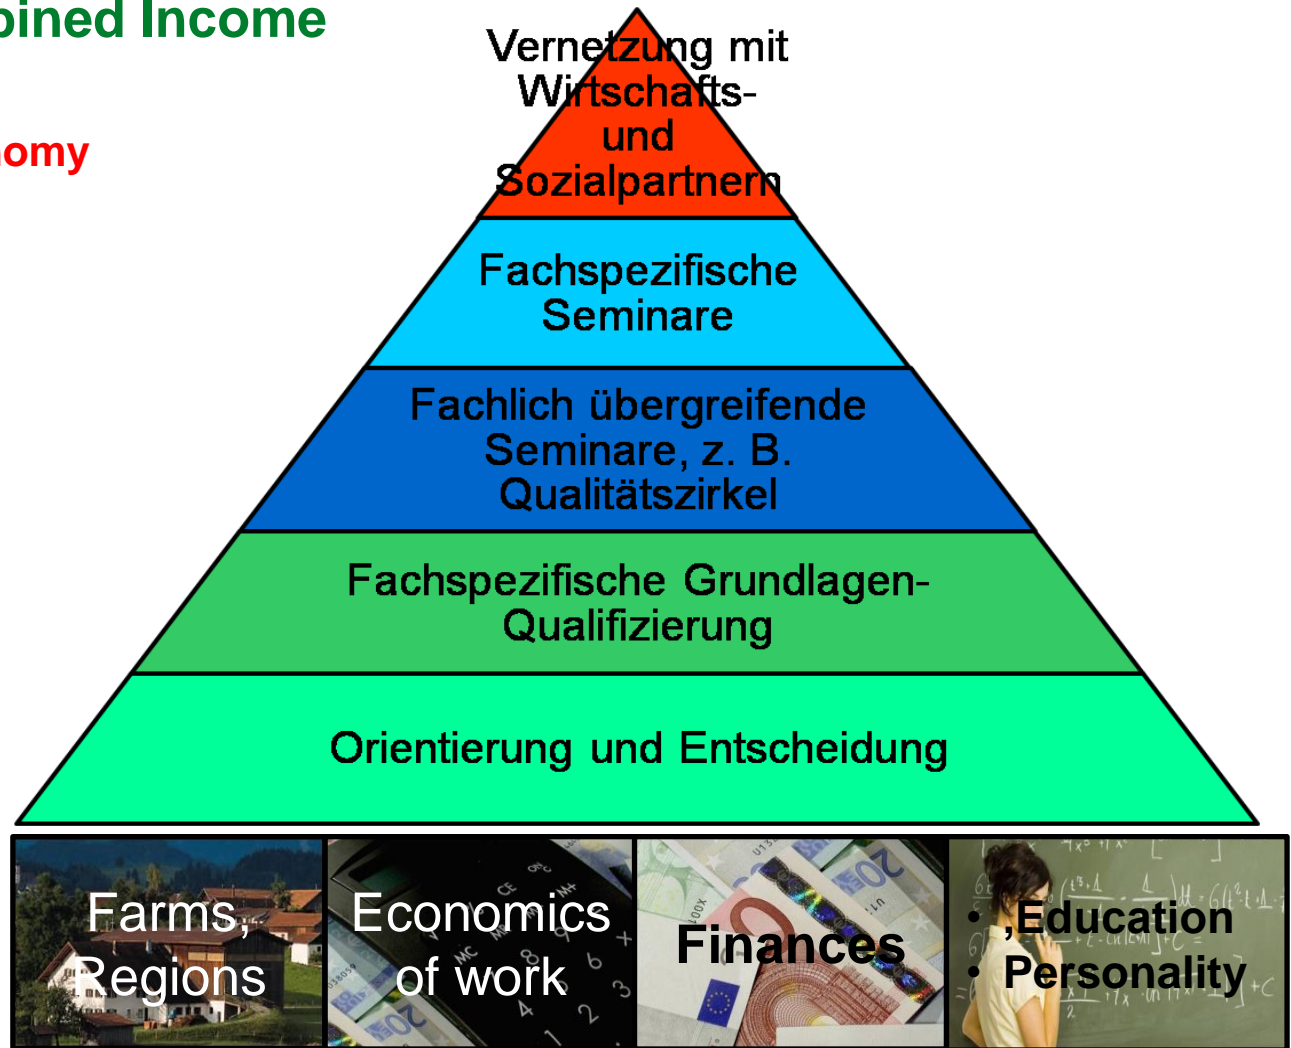 bined Income
nomy
Vernetzung mit
Wirtschafts-
und
Sozialpartnern
Fachspezifische
Seminare
Fachlich übergreifende
Seminare, z. B.
Qualitätszirkel
Fachspezifische Grundlagen-
Qualifizierung
Orientierung und Entscheidung
Farms,
Regions
Economics
of work
Finances
• ,Education
• Personality